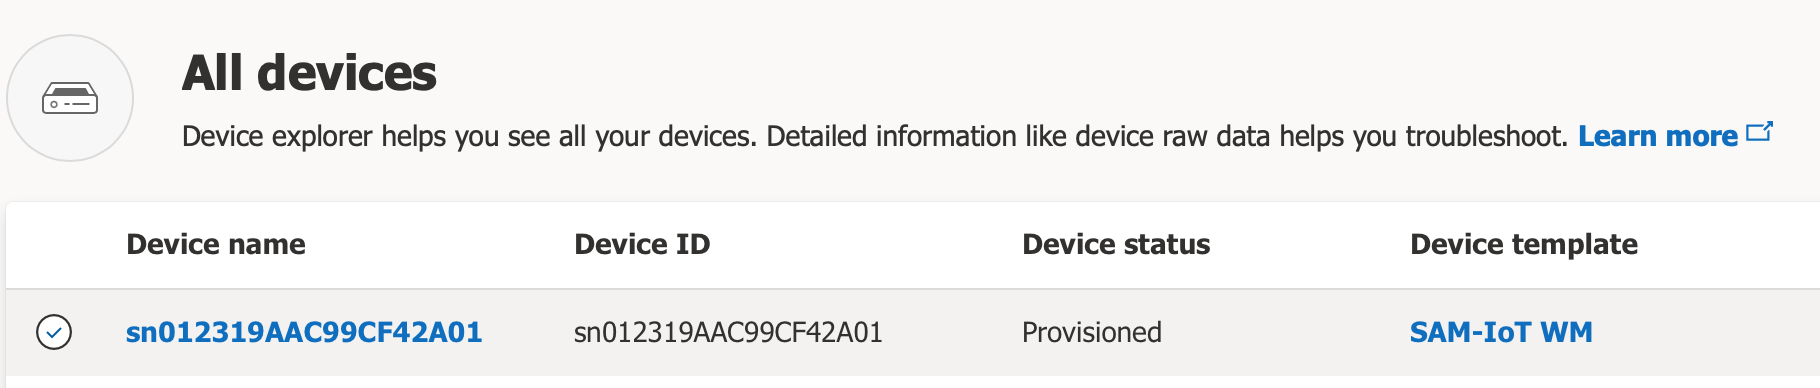 All devices
Device explorer helps you see all your devices. Detailed information like device raw data helps you troubleshoot. Learn more
Device name Device ID Device status Device template
sn012319AAC99CF42A01 sn012319AAC99CF42A01 Provisioned SAM-IoT WM